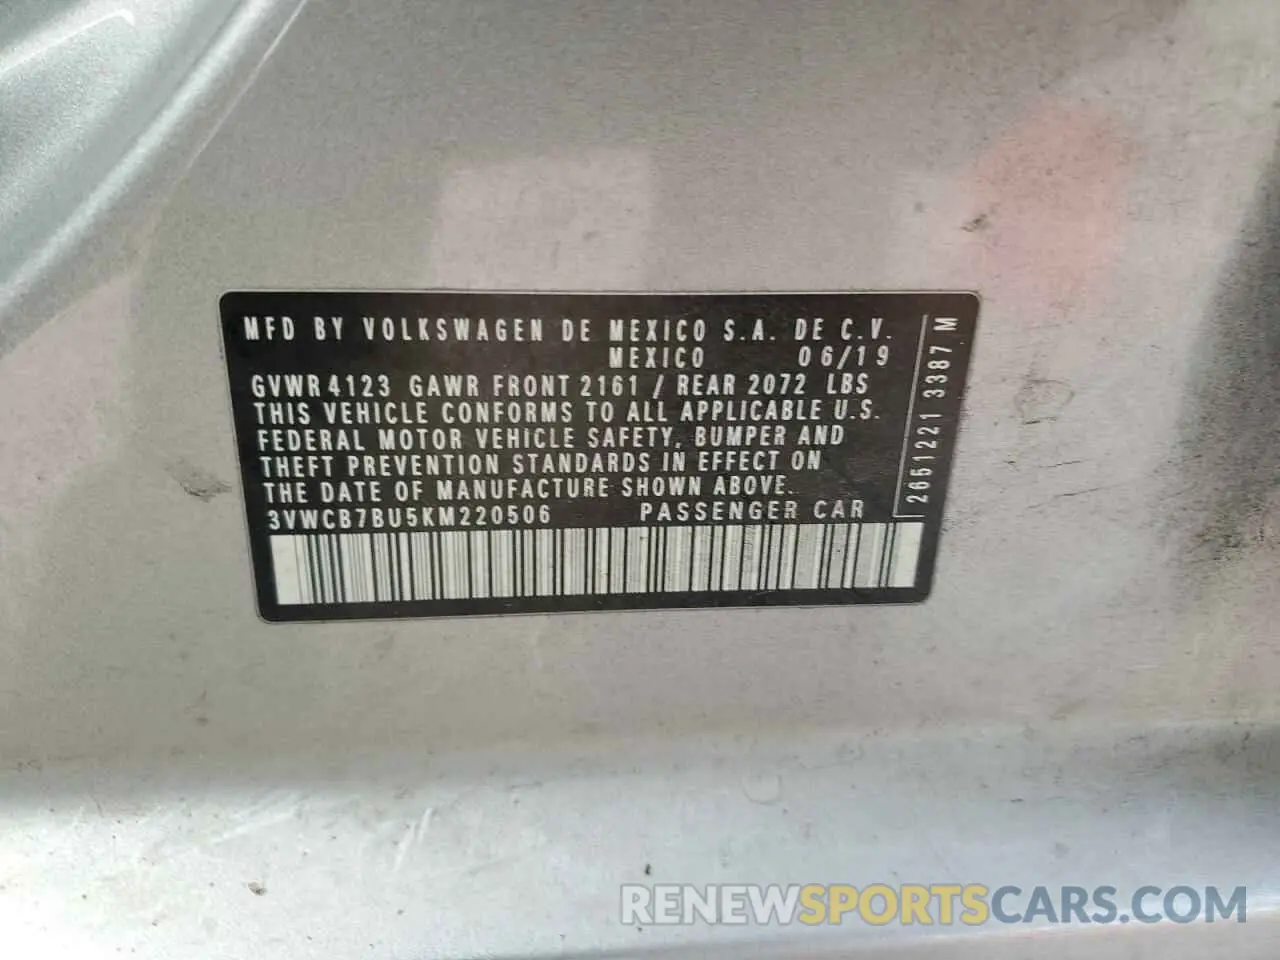 MFD BY VOLKSWAGEN DE MEXICO S.A. DE C.V.
MEXICO 06/19
GVWR 4123 GAWR FRONT 2161 / REAR 2072 LBS
THIS VEHICLE CONFORMS TO ALL APPLICABLE U.S.
FEDERAL MOTOR VEHICLE SAFETY, BUMPER AND
THEFT PREVENTION STANDARDS IN EFFECT ON
THE DATE OF MANUFACTURE SHOWN ABOVE.
3VWCB7BU5KM220506 PASSENGER CAR
2651221 3387 M
RENEWSPORTSCARS.COM